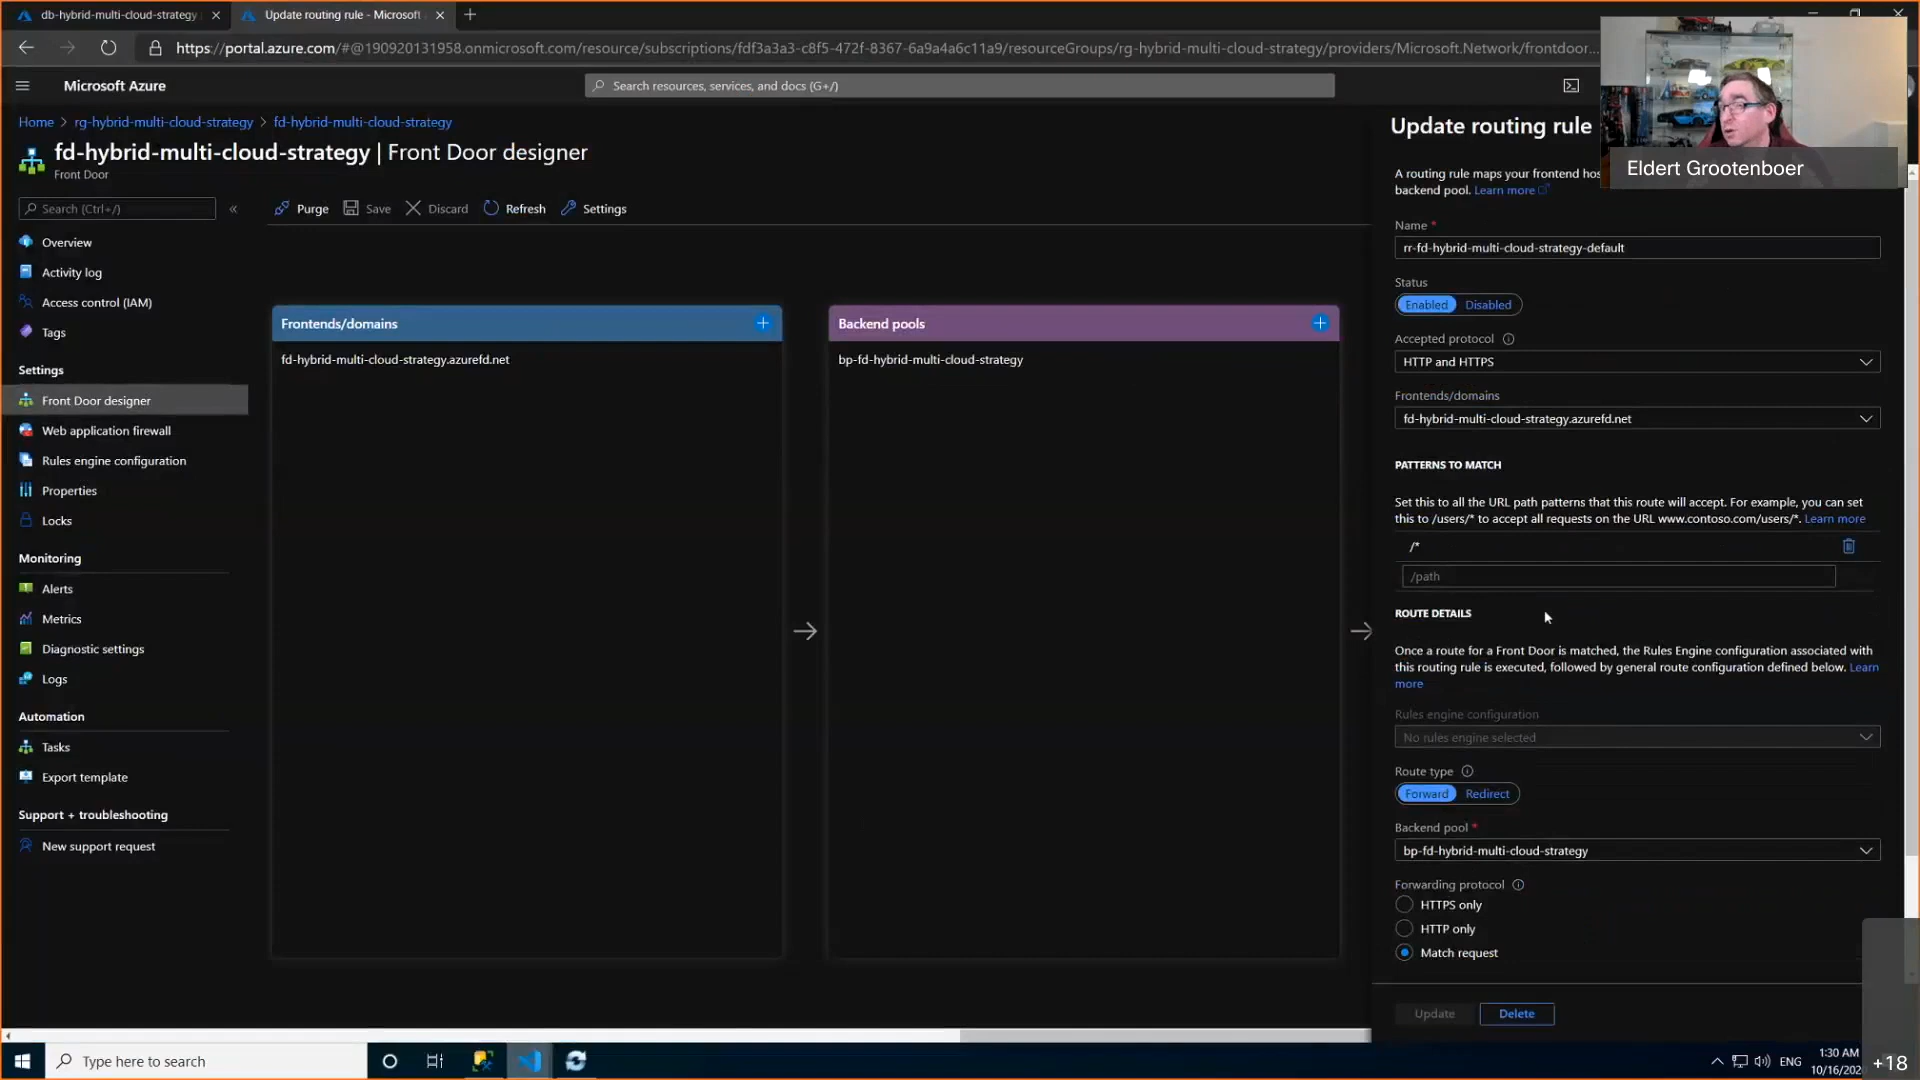 db-hybrid-multi-cloud-strategy
Update routing rule - Microsoft
https://portal.azure.com/#@190920131958.onmicrosoft.com/resource/subscriptions/fdf3a3a3-c8f5-472f-8367-6a9a4a6c11a9/resourceGroups/rg-hybrid-multi-cloud-strategy/providers/Microsoft.Network/frontdoor...
Microsoft Azure
Search resources, services, and docs (G+/)
Home > rg-hybrid-multi-cloud-strategy > fd-hybrid-multi-cloud-strategy
fd-hybrid-multi-cloud-strategy | Front Door designer
Front Door
Search (Ctrl+/)
«
Purge
Save
Discard
Refresh
Settings
Overview
Activity log
Access control (IAM)
Tags
Settings
Front Door designer
Web application firewall
Rules engine configuration
Properties
Locks
Monitoring
Alerts
Metrics
Diagnostic settings
Logs
Automation
Tasks
Export template
Support + troubleshooting
New support request
Frontends/domains
fd-hybrid-multi-cloud-strategy.azurefd.net
Backend pools
bp-fd-hybrid-multi-cloud-strategy
Update routing rule
Eldert Grootenboer
A routing rule maps your frontend hos
backend pool. Learn more
Name *
rr-fd-hybrid-multi-cloud-strategy-default
Status
Enabled Disabled
Accepted protocol
HTTP and HTTPS
Frontends/domains
fd-hybrid-multi-cloud-strategy.azurefd.net
PATTERNS TO MATCH
Set this to all the URL path patterns that this route will accept. For example, you can set
this to /users/* to accept all requests on the URL www.contoso.com/users/*. Learn more
/*
/path
ROUTE DETAILS
Once a route for a Front Door is matched, the Rules Engine configuration associated with
this routing rule is executed, followed by general route configuration defined below. Learn
more
Rules engine configuration
No rules engine selected
Route type
Forward Redirect
Backend pool *
bp-fd-hybrid-multi-cloud-strategy
Forwarding protocol
HTTPS only
HTTP only
Match request
Update
Delete
Type here to search
ENG
1:30 AM
10/16/202
+18